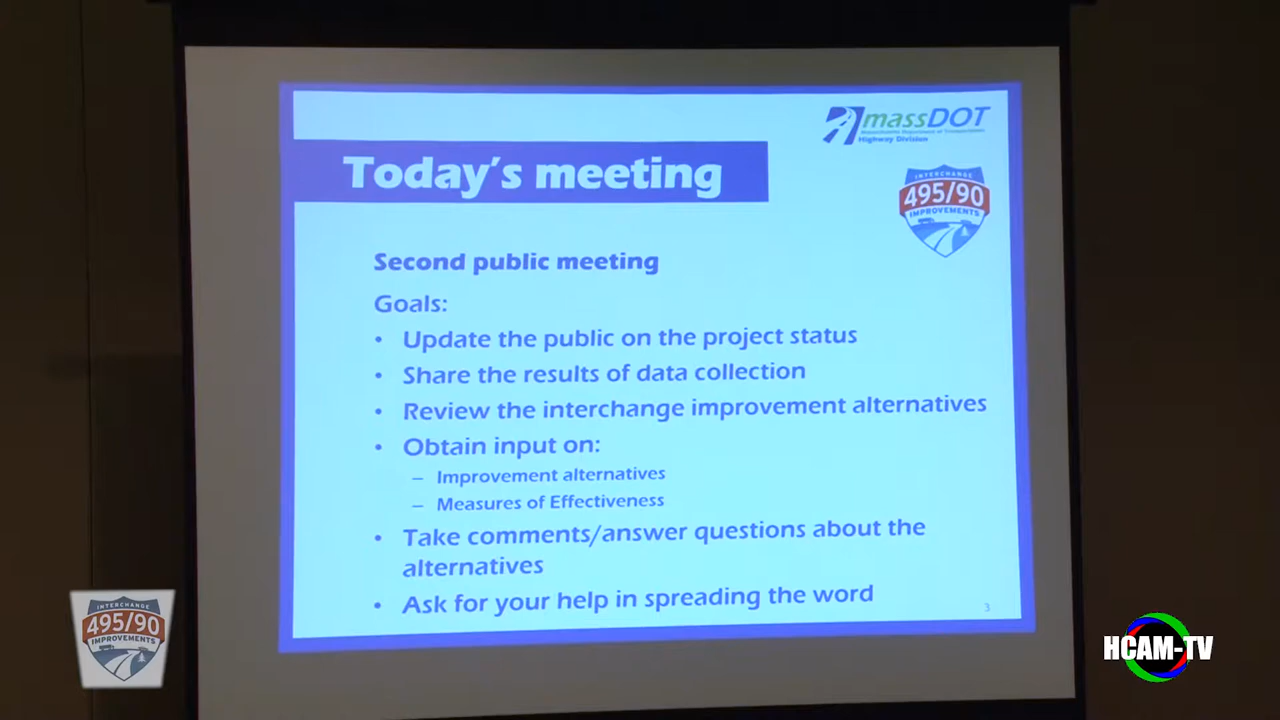 massDOT
Massachusetts Department of Transportation
Highway Division
Today's meeting
INTERCHANGE
495/90
IMPROVEMENTS
Second public meeting
Goals:
• Update the public on the project status
• Share the results of data collection
• Review the interchange improvement alternatives
• Obtain input on:
– Improvement alternatives
– Measures of Effectiveness
• Take comments/answer questions about the
alternatives
• Ask for your help in spreading the word
3
INTERCHANGE
495/90
IMPROVEMENTS
HCAM-TV